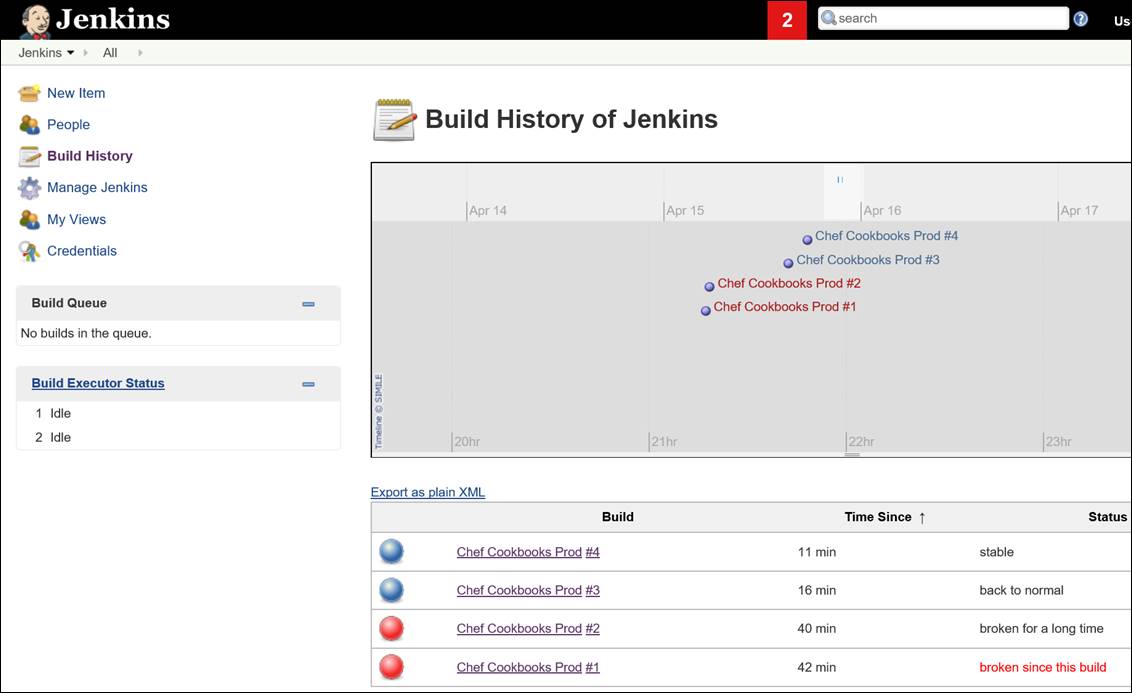 Jenkins
2
search
Us
Jenkins All
New Item
People
Build History
Manage Jenkins
My Views
Credentials
Build Queue
No builds in the queue.
Build Executor Status
1 Idle
2 Idle
Build History of Jenkins
Apr 14 Apr 15 Apr 16 Apr 17
Chef Cookbooks Prod #4
Chef Cookbooks Prod #3
Chef Cookbooks Prod #2
Chef Cookbooks Prod #1
Timeline © SIMILE
20hr 21hr 22hr 23hr
Export as plain XML
Build Time Since ↑ Status
Chef Cookbooks Prod #4 11 min stable
Chef Cookbooks Prod #3 16 min back to normal
Chef Cookbooks Prod #2 40 min broken for a long time
Chef Cookbooks Prod #1 42 min broken since this build